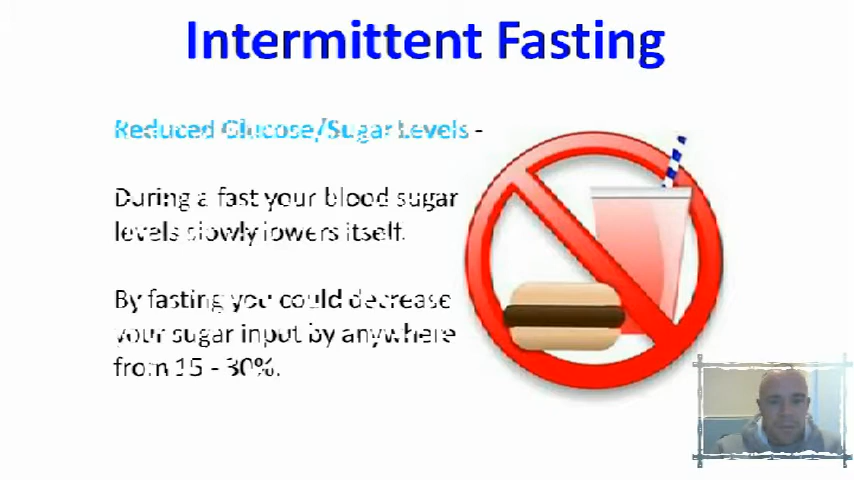 Intermittent Fasting
Reduced Glucose/Sugar Levels -
During a fast your blood sugar
levels slowly lowers itself.
By fasting you could decrease
your sugar input by anywhere
from 15 - 30%.